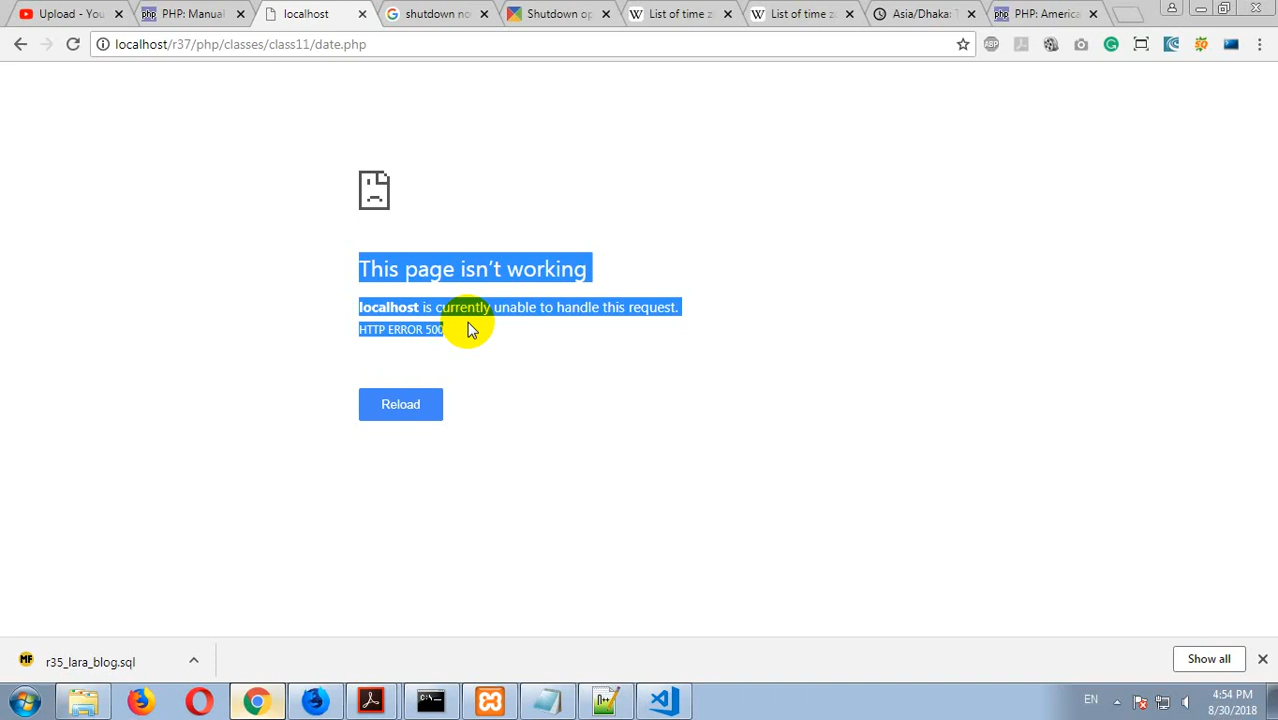 Upload - You
PHP: Manual
localhost
shutdown no
Shutdown op
List of time z
List of time z
Asia/Dhaka: T
PHP: America
localhost/r37/php/classes/class11/date.php
ABP
This page isn't working
localhost is currently unable to handle this request.
HTTP ERROR 500
Reload
MF
r35_lara_blog.sql
Show all
EN
4:54 PM
8/30/2018